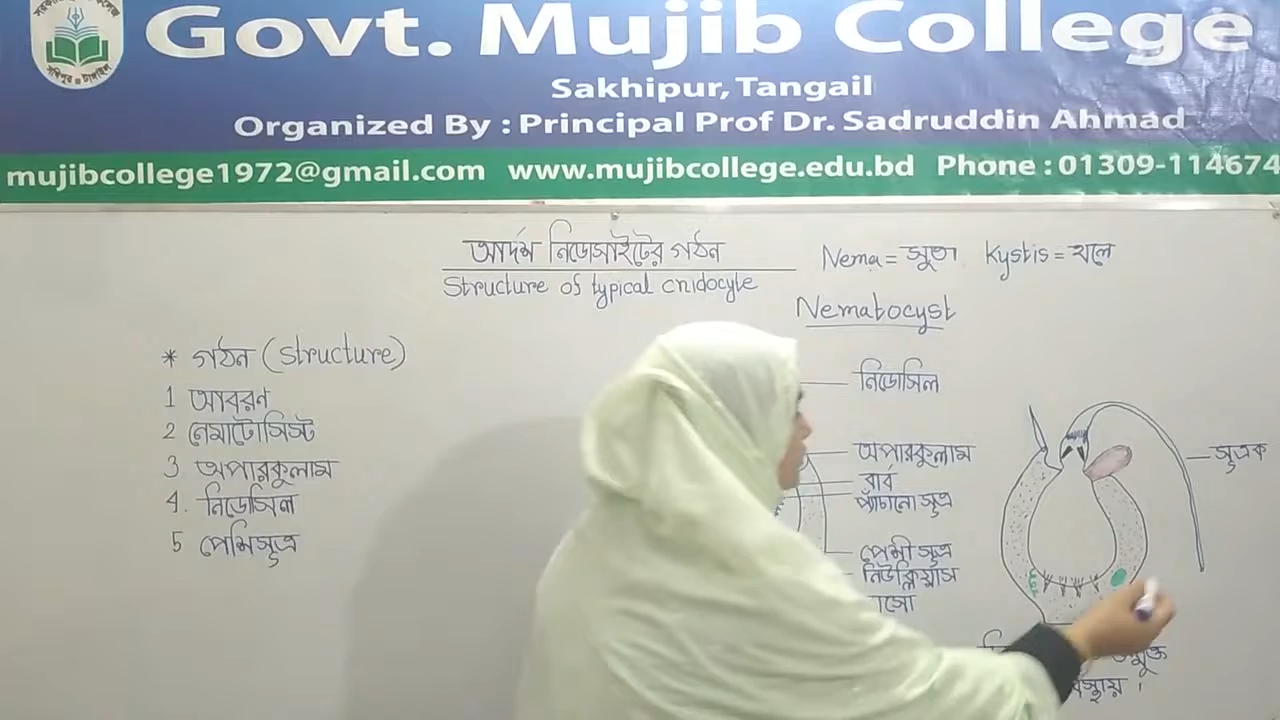 Govt. Mujib College
Sakhipur, Tangail
Organized By : Principal Prof Dr. Sadruddin Ahmad
mujibcollege1972@gmail.com www.mujibcollege.edu.bd Phone : 01309-114674
সখিপুর টাঙ্গাইল
আদর্শ নিডোসাইটের গঠন
Structure of typical cnidocyte
Nema = সুতা Kystis = থলে
Nematocyst
* গঠন (structure)
1 আবরণ
2 নেমাটোসিস্ট
3 অপারকুলাম
4. নিডোসিল
5 পেশিসূত্র
নিডোসিল
অপারকুলাম
বার্ব
প্যাঁচানো সূত্র
পেশী সূত্র
নিউক্লিয়াস
সূত্রক